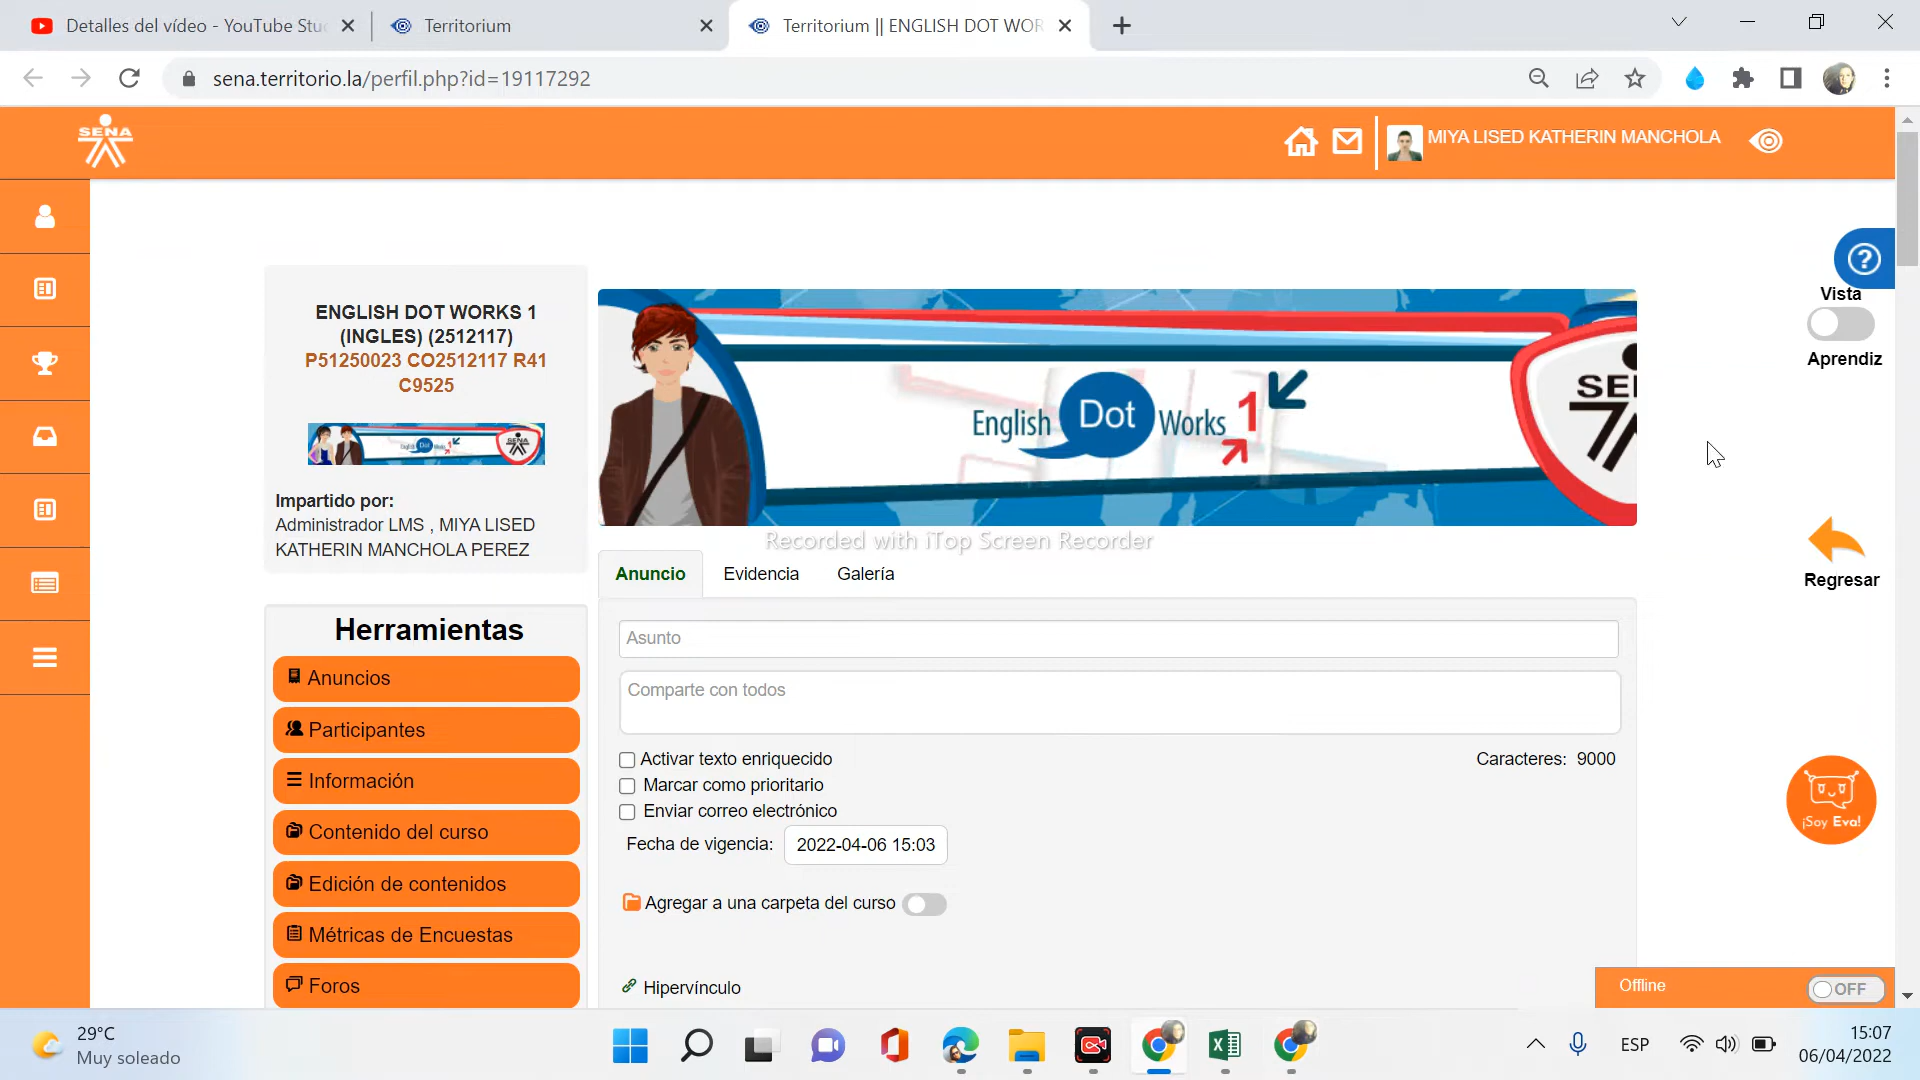 Detalles del vídeo - YouTube Stu
Territorium
Territorium || ENGLISH DOT WOR
sena.territorio.la/perfil.php?id=19117292
SENA
MIYA LISED KATHERIN MANCHOLA
?
Vista
Aprendiz
ENGLISH DOT WORKS 1
(INGLES) (2512117)
P51250023 CO2512117 R41
C9525
English Dot Works 1
SE
Impartido por:
Administrador LMS , MIYA LISED
KATHERIN MANCHOLA PEREZ
Recorded with iTop Screen Recorder
Regresar
Anuncio
Evidencia
Galería
Herramientas
Anuncios
Participantes
Información
Contenido del curso
Edición de contenidos
Métricas de Encuestas
Foros
Asunto
Comparte con todos
Activar texto enriquecido
Caracteres: 9000
Marcar como prioritario
Enviar correo electrónico
Fecha de vigencia: 2022-04-06 15:03
Agregar a una carpeta del curso
Hipervínculo
¡Soy Eva!
Offline
OFF
29°C
Muy soleado
ESP
15:07
06/04/2022